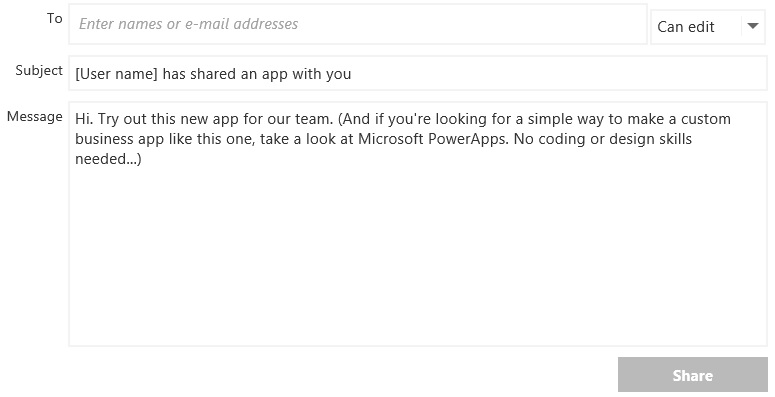 To
Enter names or e-mail addresses
Can edit
Subject
[User name] has shared an app with you
Message
Hi. Try out this new app for our team. (And if you're looking for a simple way to make a custom
business app like this one, take a look at Microsoft PowerApps. No coding or design skills
needed...)
Share